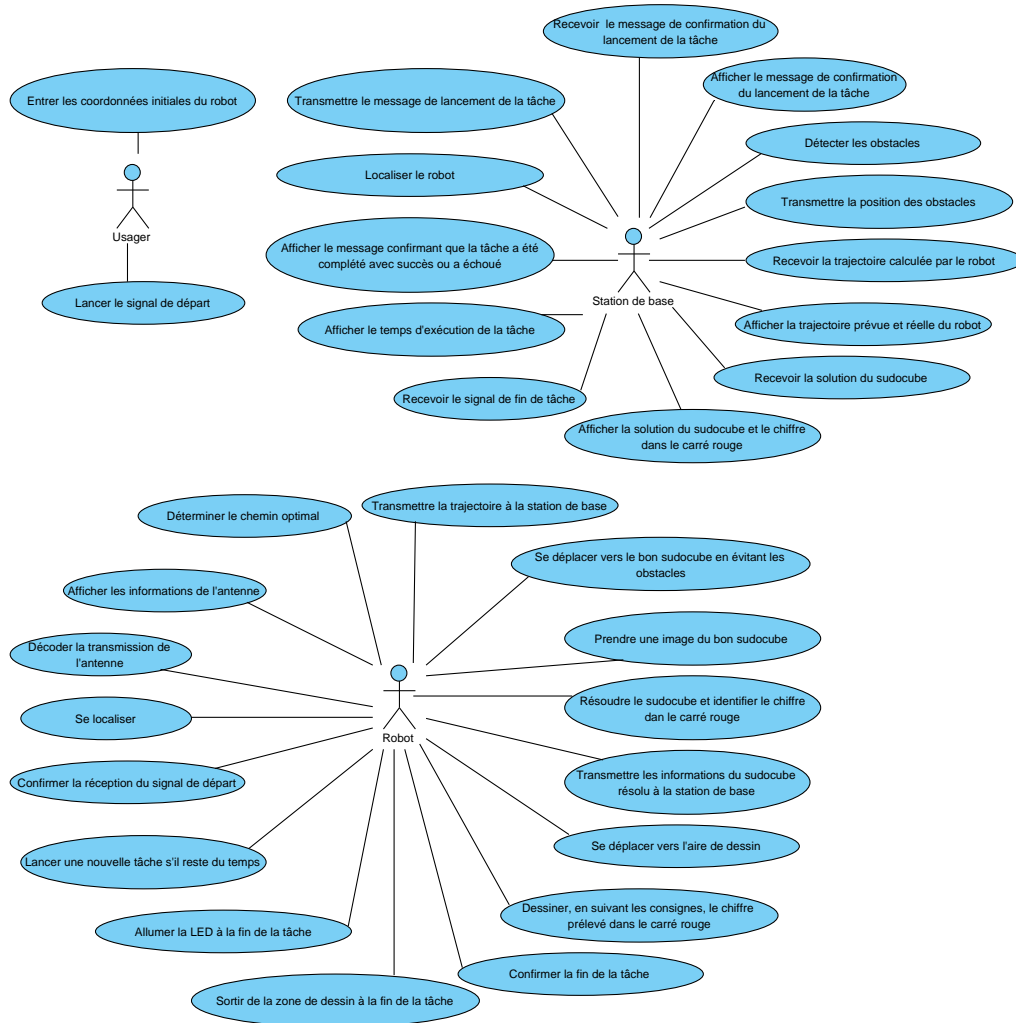 Recevoir le message de confirmation du
lancement de la tâche
Entrer les coordonnées initiales du robot
Transmettre le message de lancement de la tâche
Afficher le message de confirmation
du lancement de la tâche
Détecter les obstacles
Localiser le robot
Transmettre la position des obstacles
Usager
Afficher le message confirmant que la tâche a été
complété avec succès ou a échoué
Recevoir la trajectoire calculée par le robot
Lancer le signal de départ
Station de base
Afficher le temps d'exécution de la tâche
Afficher la trajectoire prévue et réelle du robot
Recevoir la solution du sudocube
Recevoir le signal de fin de tâche
Afficher la solution du sudocube et le chiffre
dans le carré rouge
Déterminer le chemin optimal
Transmettre la trajectoire à la station de base
Se déplacer vers le bon sudocube en évitant les
obstacles
Afficher les informations de l'antenne
Prendre une image du bon sudocube
Décoder la transmission de
l'antenne
Résoudre le sudocube et identifier le chiffre
dan le carré rouge
Se localiser
Robot
Confirmer la réception du signal de départ
Transmettre les informations du sudocube
résolu à la station de base
Se déplacer vers l'aire de dessin
Lancer une nouvelle tâche s'il reste du temps
Dessiner, en suivant les consignes, le chiffre
prélevé dans le carré rouge
Allumer la LED à la fin de la tâche
Confirmer la fin de la tâche
Sortir de la zone de dessin à la fin de la tâche